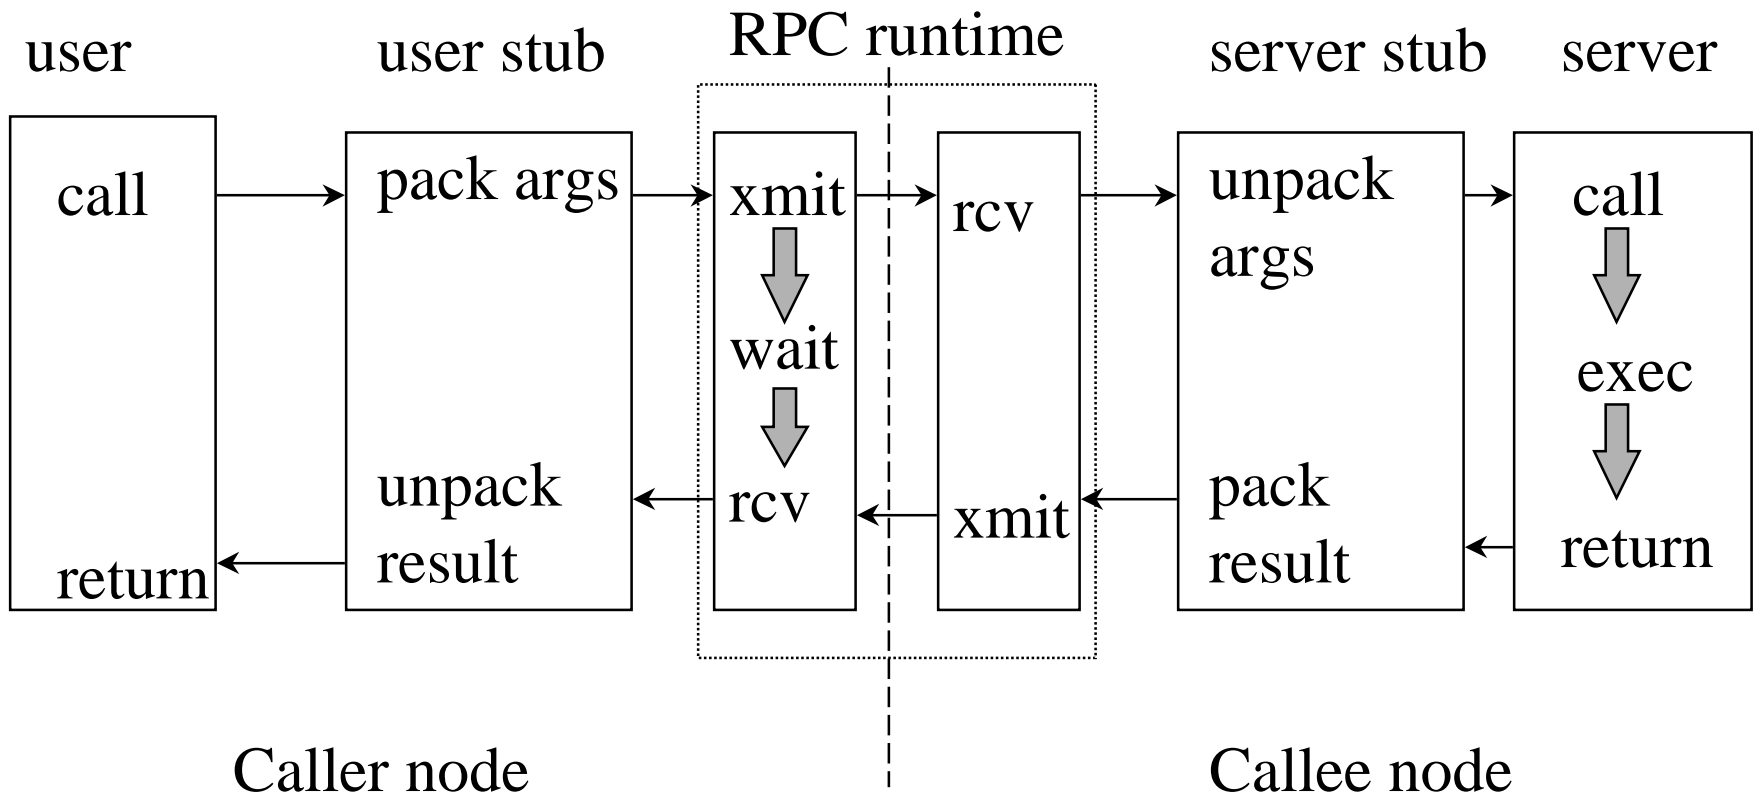 user
user stub
RPC runtime
server stub
server
call
pack args
xmit
rcv
unpack
args
call
wait
exec
unpack
result
rcv
xmit
pack
result
return
return
Caller node
Callee node